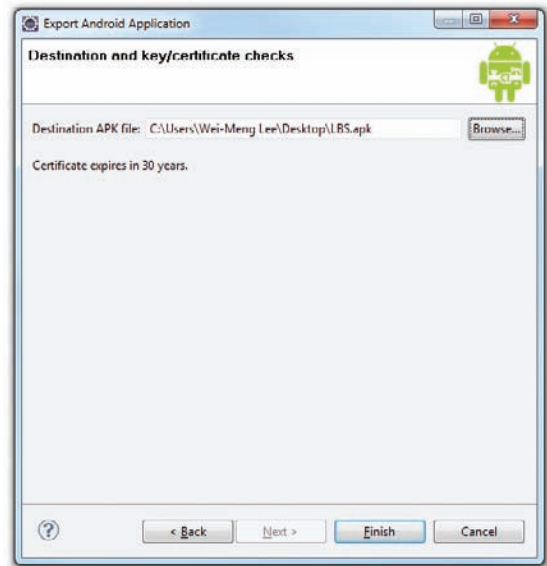 Export Android Application
Destination and key/certificate checks
Destination APK file: C:\Users\Wei-Meng Lee\Desktop\LBS.apk Browse...
Certificate expires in 30 years.
? < Back Next > Finish Cancel